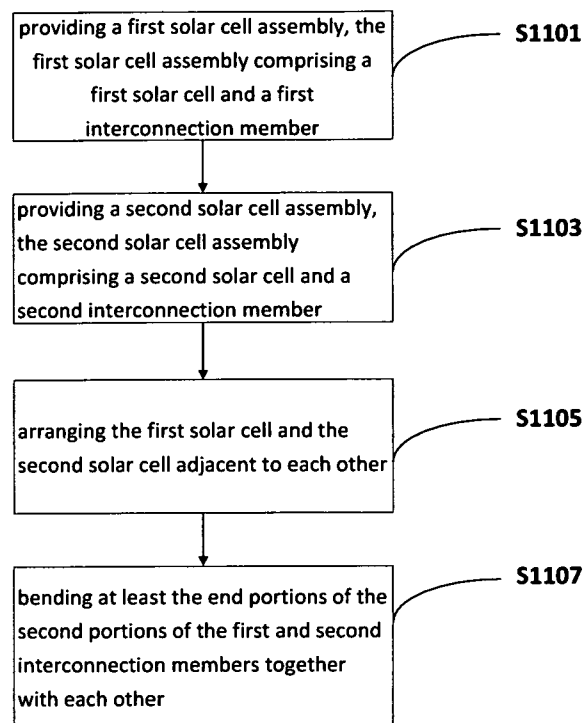 providing a first solar cell assembly, the
first solar cell assembly comprising a
first solar cell and a first
interconnection member
S1101
providing a second solar cell assembly,
the second solar cell assembly
comprising a second solar cell and a
second interconnection member
S1103
arranging the first solar cell and the
second solar cell adjacent to each other
S1105
bending at least the end portions of the
second portions of the first and second
interconnection members together
with each other
S1107